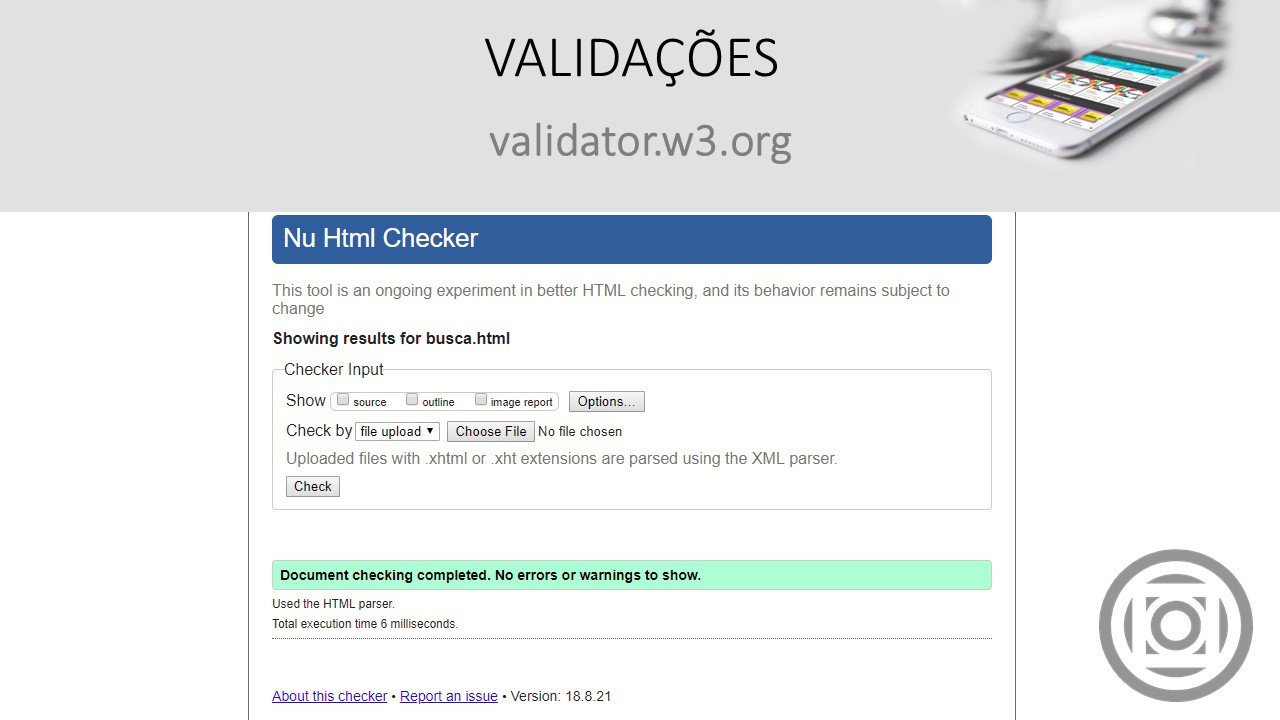 VALIDAÇÕES
validator.w3.org
Nu Html Checker
This tool is an ongoing experiment in better HTML checking, and its behavior remains subject to
change
Showing results for busca.html
Checker Input
Show source outline image report Options...
Check by file upload Choose File No file chosen
Uploaded files with .xhtml or .xht extensions are parsed using the XML parser.
Check
Document checking completed. No errors or warnings to show.
Used the HTML parser.
Total execution time 6 milliseconds.
About this checker • Report an issue • Version: 18.8.21